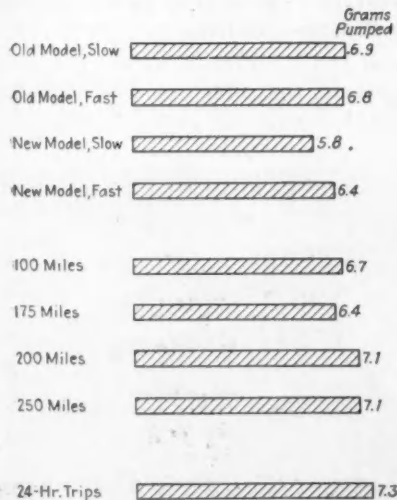 Grams
Pumped
Old Model, Slow 6.9
Old Model, Fast 6.8
New Model, Slow 5.8
New Model, Fast 6.4
100 Miles 6.7
175 Miles 6.4
200 Miles 7.1
250 Miles 7.1
24-Hr. Trips 7.3